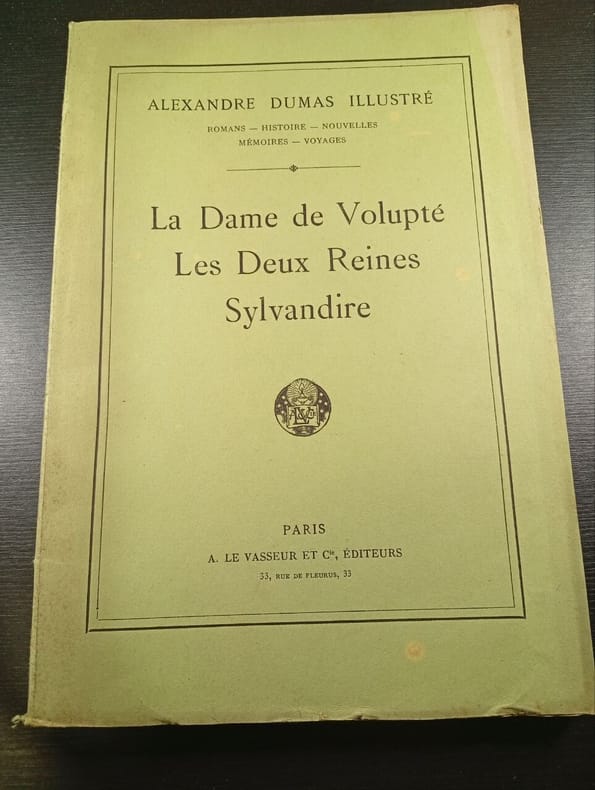 ALEXANDRE DUMAS ILLUSTRÉ
ROMANS — HISTOIRE — NOUVELLES
MÉMOIRES — VOYAGES
La Dame de Volupté
Les Deux Reines
Sylvandire
PARIS
A. LE VASSEUR ET Cie, ÉDITEURS
33, RUE DE FLEURUS, 33